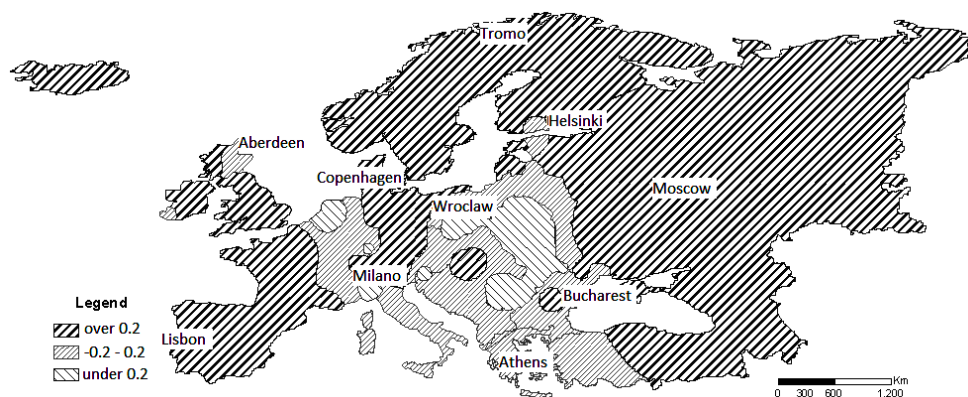 Tromo
Helsinki
Aberdeen
Copenhagen
Moscow
Wroclaw
Milano
Bucharest
Legend
over 0.2
Lisbon
-0.2 - 0.2
Athens
under 0.2
Km
0 300 600 1.200